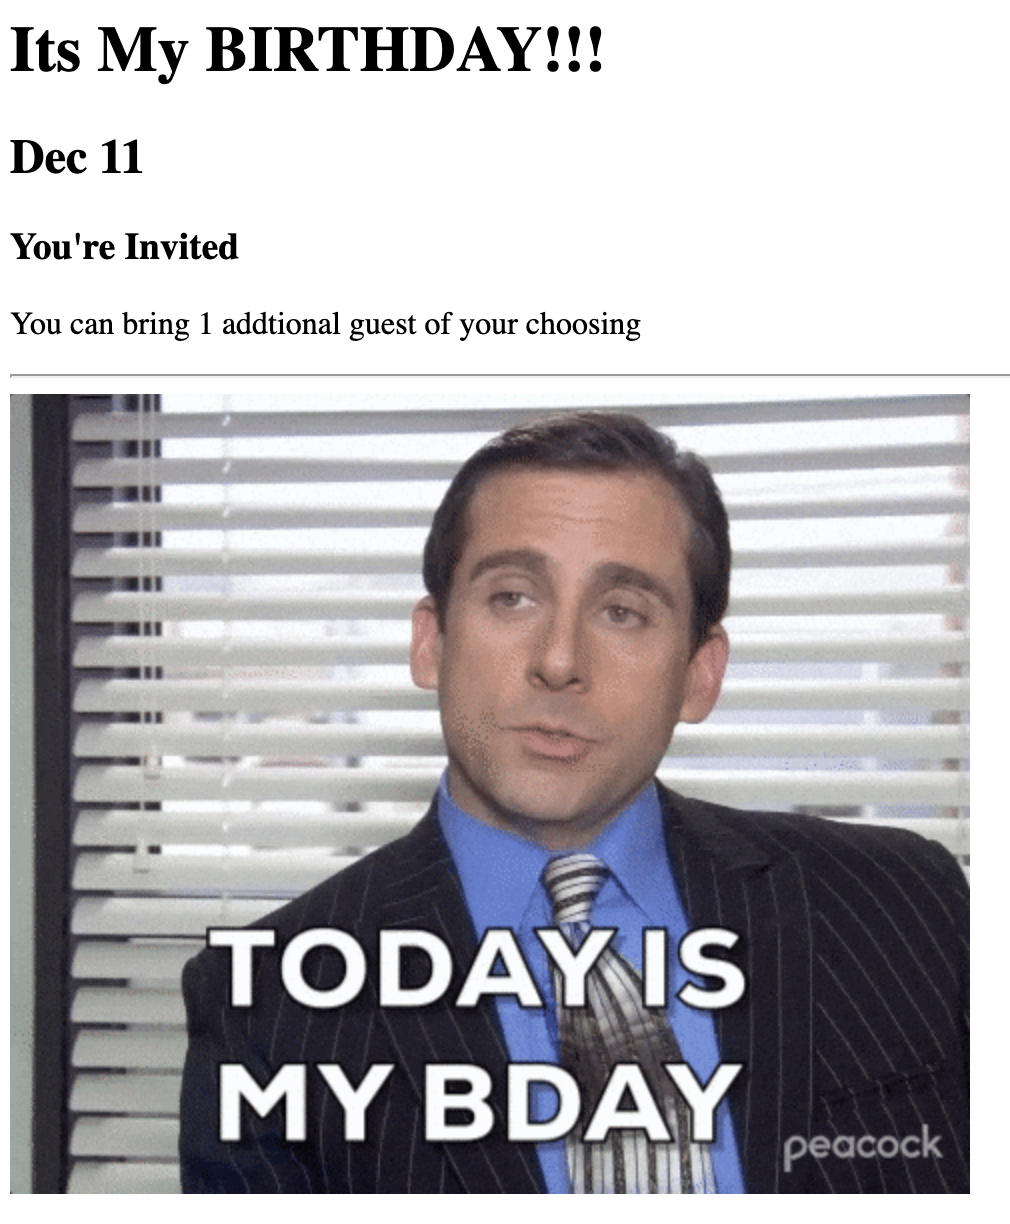 Its My BIRTHDAY!!!
Dec 11
You're Invited
You can bring 1 addtional guest of your choosing
TODAY IS
MY BDAY
peacock